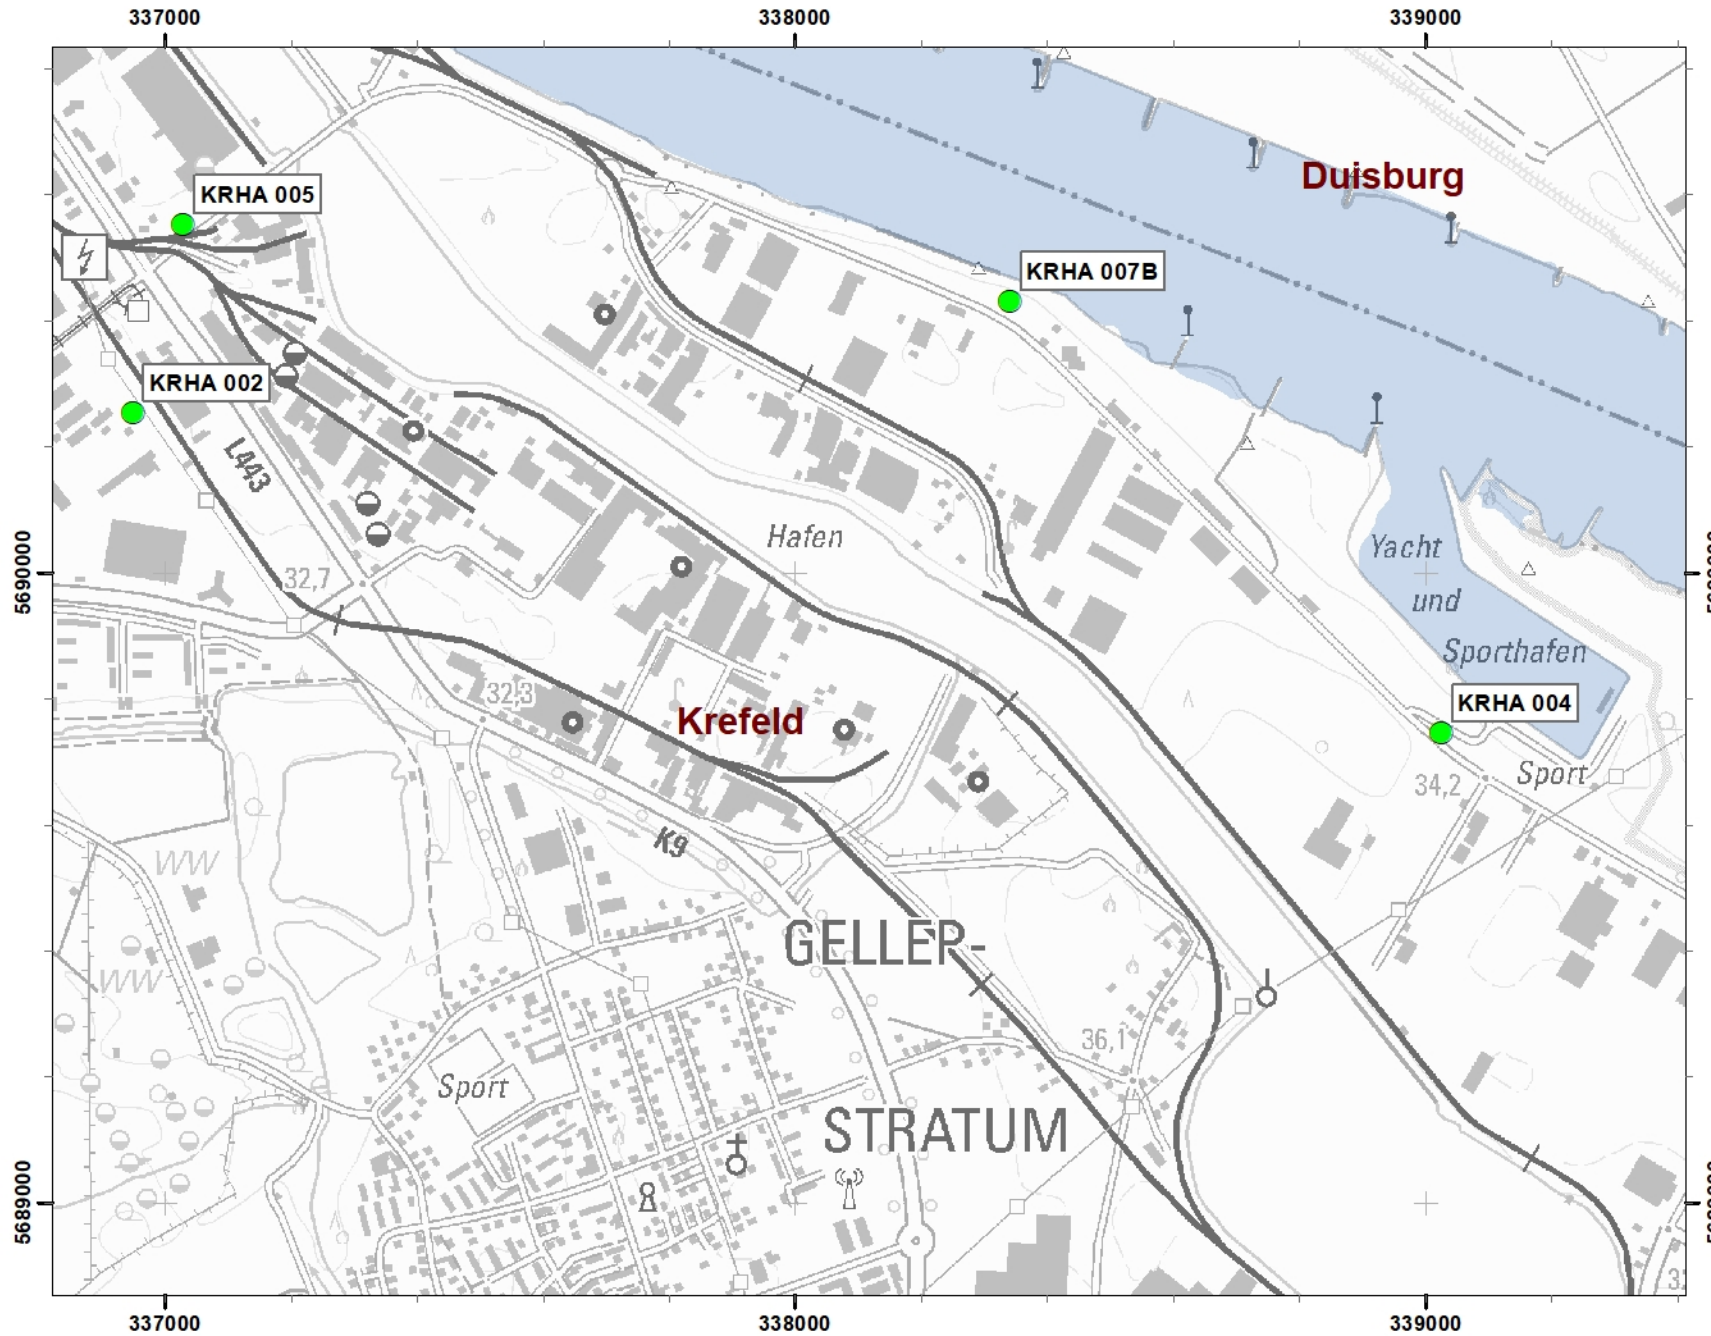 337000
338000
339000
Duisburg
KRHA 005
KRHA 007B
KRHA 002
L443
Hafen
Yacht
und
Sporthafen
5690000
32,7
32,3
Krefeld
KRHA 004
34,2
Sport
K9
WW
GELLEP-
WW
36,1
Sport
STRATUM
5689000
337000
338000
339000